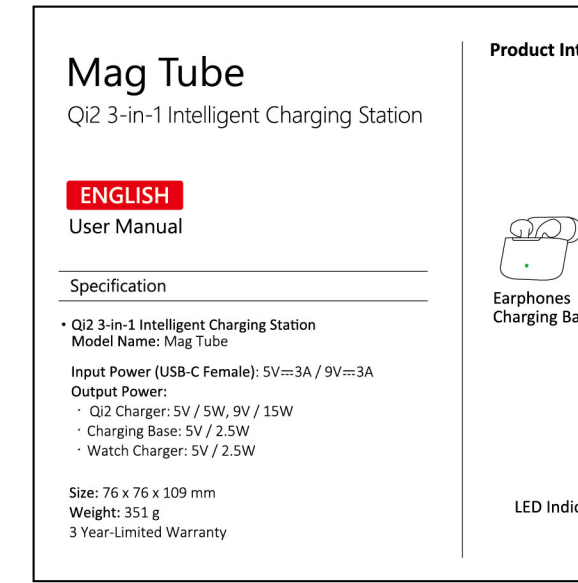 Mag Tube
Qi2 3-in-1 Intelligent Charging Station
ENGLISH
User Manual
Specification
• Qi2 3-in-1 Intelligent Charging Station
Model Name: Mag Tube
Input Power (USB-C Female): 5V⎓3A / 9V⎓3A
Output Power:
· Qi2 Charger: 5V / 5W, 9V / 15W
· Charging Base: 5V / 2.5W
· Watch Charger: 5V / 2.5W
Size: 76 x 76 x 109 mm
Weight: 351 g
3 Year-Limited Warranty
Product
Earphones
Charging
LED